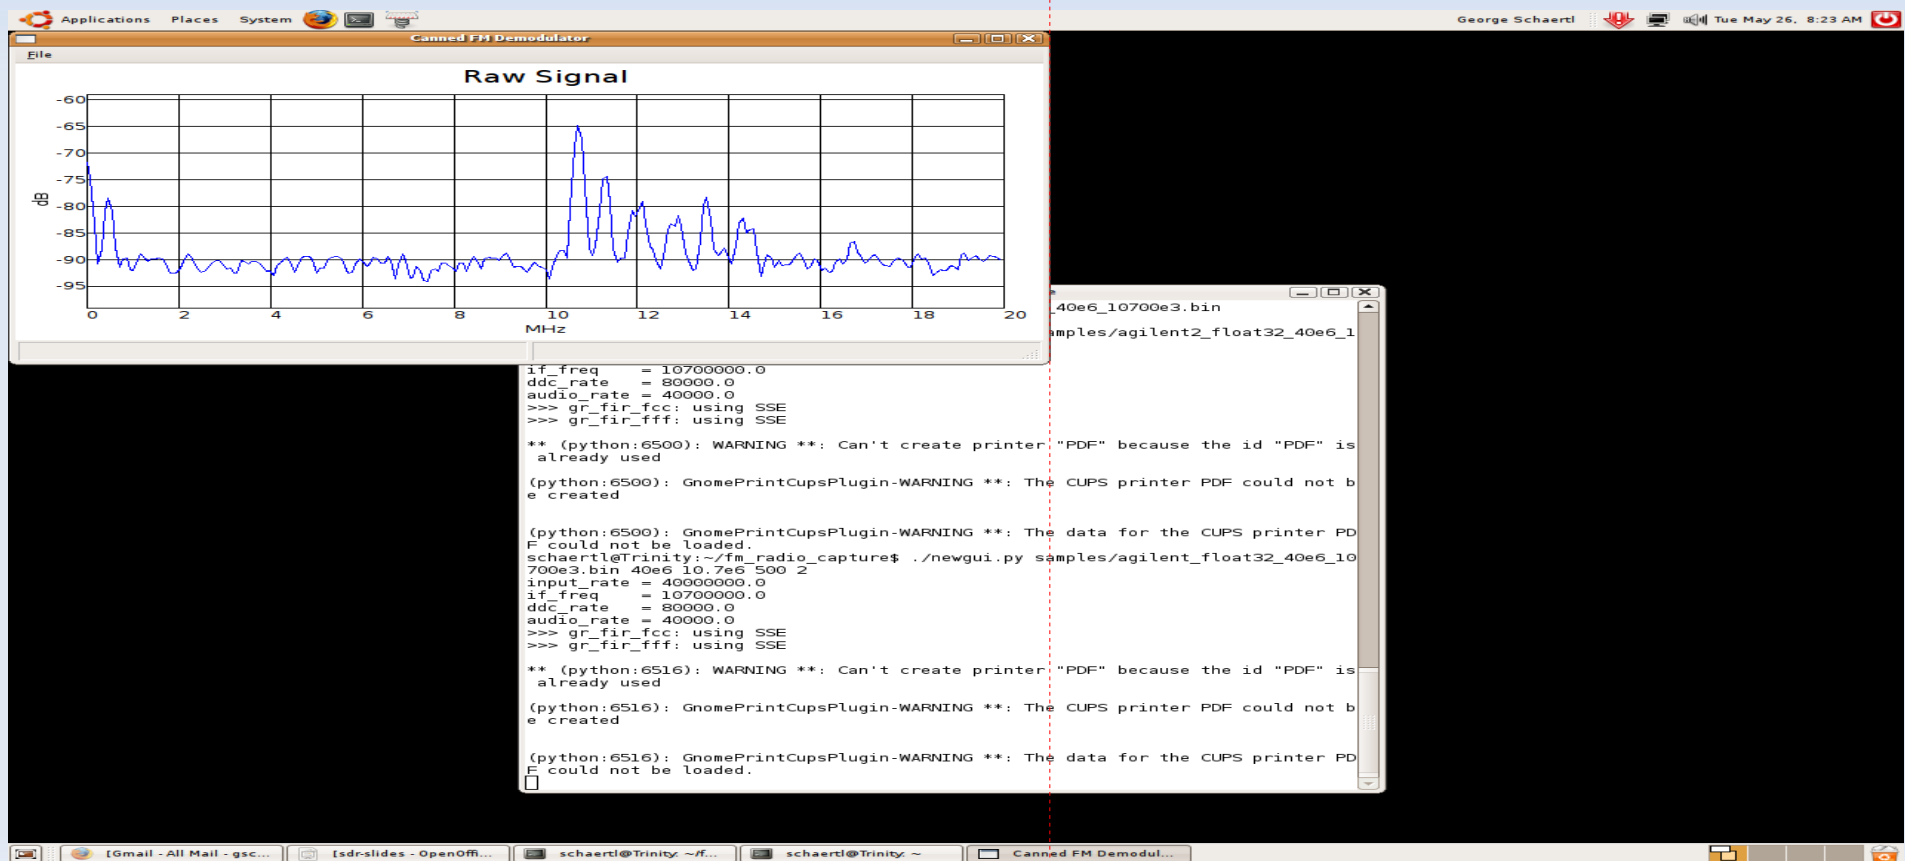 Applications Places System
George Schaertl
Tue May 26, 8:23 AM
Canned FM Demodulator
File
Raw Signal
-60
-65
-70
-75
-80
-85
-90
-95
dB
0 2 4 6 8 10 12 14 16 18 20
MHz
_40e6_10700e3.bin
amples/agilent2_float32_40e6_1
if_freq    = 10700000.0
ddc_rate   = 80000.0
audio_rate = 40000.0
>>> gr_fir_fcc: using SSE
>>> gr_fir_fff: using SSE
** (python:6500): WARNING **: Can't create printer "PDF" because the id "PDF" is
already used
(python:6500): GnomePrintCupsPlugin-WARNING **: The CUPS printer PDF could not b
e created
(python:6500): GnomePrintCupsPlugin-WARNING **: The data for the CUPS printer PD
F could not be loaded.
schaertl@Trinity:~/fm_radio_capture$ ./newgui.py samples/agilent_float32_40e6_10
700e3.bin 40e6 10.7e6 500 2
input_rate = 40000000.0
if_freq    = 10700000.0
ddc_rate   = 80000.0
audio_rate = 40000.0
>>> gr_fir_fcc: using SSE
>>> gr_fir_fff: using SSE
** (python:6516): WARNING **: Can't create printer "PDF" because the id "PDF" is
already used
(python:6516): GnomePrintCupsPlugin-WARNING **: The CUPS printer PDF could not b
e created
(python:6516): GnomePrintCupsPlugin-WARNING **: The data for the CUPS printer PD
F could not be loaded.
[Gmail - All Mail - gsc...
[sdr-slides - OpenOffi...
schaertl@Trinity: ~/f...
schaertl@Trinity: ~
Canned FM Demodul...